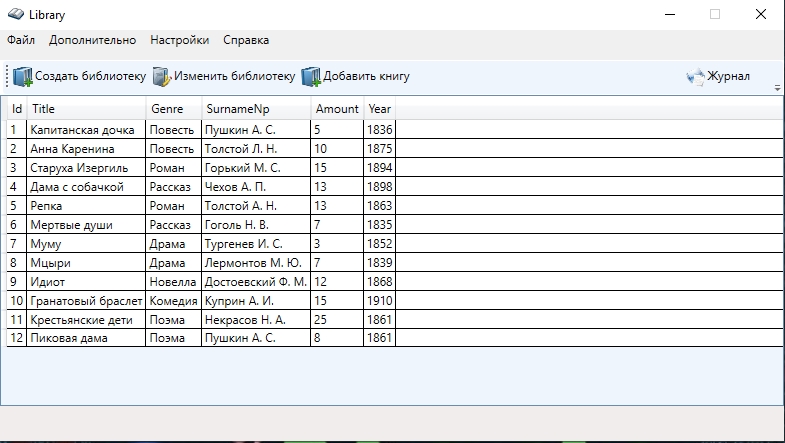 Library
Файл Дополнительно Настройки Справка
Создать библиотеку Изменить библиотеку Добавить книгу Журнал
Id Title Genre SurnameNp Amount Year
1 Капитанская дочка Повесть Пушкин А. С. 5 1836
2 Анна Каренина Повесть Толстой Л. Н. 10 1875
3 Старуха Изергиль Роман Горький М. С. 15 1894
4 Дама с собачкой Рассказ Чехов А. П. 13 1898
5 Репка Роман Толстой А. Н. 13 1863
6 Мертвые души Рассказ Гоголь Н. В. 7 1835
7 Муму Драма Тургенев И. С. 3 1852
8 Мцыри Драма Лермонтов М. Ю. 7 1839
9 Идиот Новелла Достоевский Ф. М. 12 1868
10 Гранатовый браслет Комедия Куприн А. И. 15 1910
11 Крестьянские дети Поэма Некрасов Н. А. 25 1861
12 Пиковая дама Поэма Пушкин А. С. 8 1861